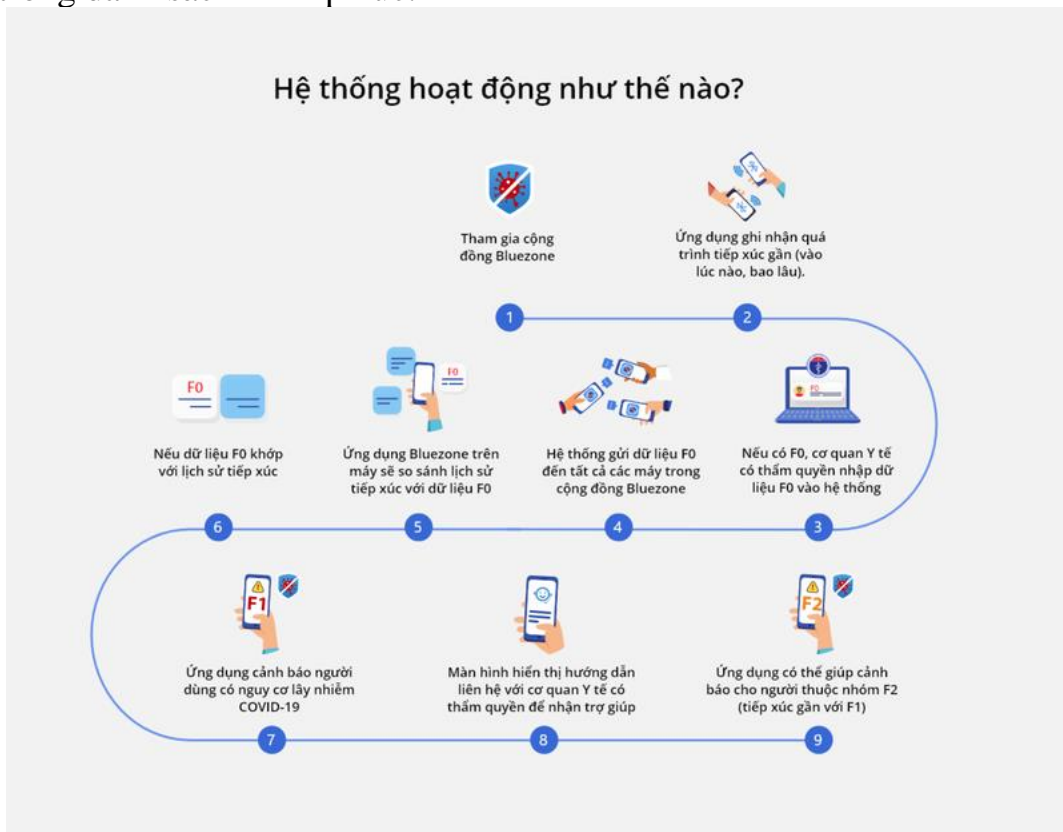 Hệ thống hoạt động như thế nào?
Tham gia cộng
đồng Bluezone
Ứng dụng ghi nhận quá
trình tiếp xúc gần (vào
lúc nào, bao lâu).
1
2
F0
Nếu dữ liệu F0 khớp
với lịch sử tiếp xúc
F0
Ứng dụng Bluezone trên
máy sẽ so sánh lịch sử
tiếp xúc với dữ liệu F0
Hệ thống gửi dữ liệu F0
đến tất cả các máy trong
cộng đồng Bluezone
F0
Nếu có F0, cơ quan Y tế
có thẩm quyền nhập dữ
liệu F0 vào hệ thống
6
5
4
3
F1
Ứng dụng cảnh báo người
dùng có nguy cơ lây nhiễm
COVID-19
Màn hình hiển thị hướng dẫn
liên hệ với cơ quan Y tế có
thẩm quyền để nhận trợ giúp
F2
Ứng dụng có thể giúp cảnh
báo cho người thuộc nhóm F2
(tiếp xúc gần với F1)
7
8
9